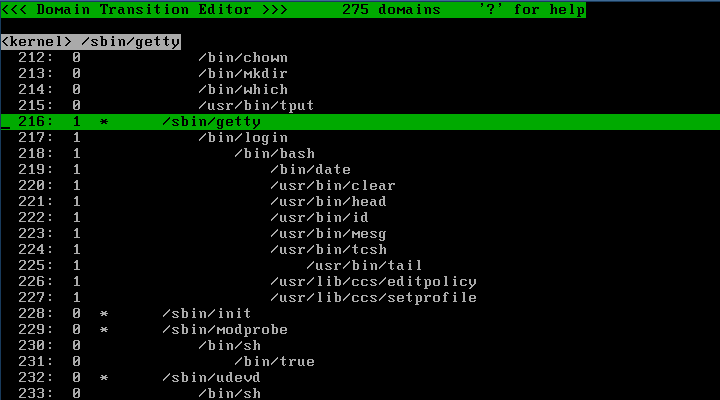 <<< Domain Transition Editor >>>      275 domains    '?' for help
<kernel> /sbin/getty
212:  0             /bin/chown
213:  0             /bin/mkdir
214:  0             /bin/which
215:  0             /usr/bin/tput
216:  1  *      /sbin/getty
217:  1             /bin/login
218:  1                 /bin/bash
219:  1                     /bin/date
220:  1                     /usr/bin/clear
221:  1                     /usr/bin/head
222:  1                     /usr/bin/id
223:  1                     /usr/bin/mesg
224:  1                     /usr/bin/tcsh
225:  1                         /usr/bin/tail
226:  1                     /usr/lib/ccs/editpolicy
227:  1                     /usr/lib/ccs/setprofile
228:  0  *      /sbin/init
229:  0  *      /sbin/modprobe
230:  0             /bin/sh
231:  0                 /bin/true
232:  0  *      /sbin/udevd
233:  0             /bin/sh